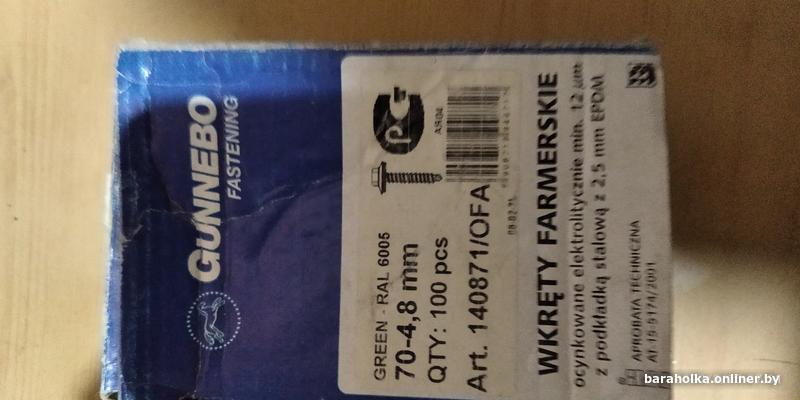 GUNNEBO
FASTENING
GREEN - RAL 6005
70-4,8 mm
QTY: 100 pcs
Art. 140871/OFA
АЯ04
WKRĘTY FARMERSKIE
ocynkowane elektrolitycznie min. 12 µm
z podkładką stalową z 2,5 mm EPDM
APROBATA TECHNICZNA
AT-15-5174/2001
baraholka.onliner.by